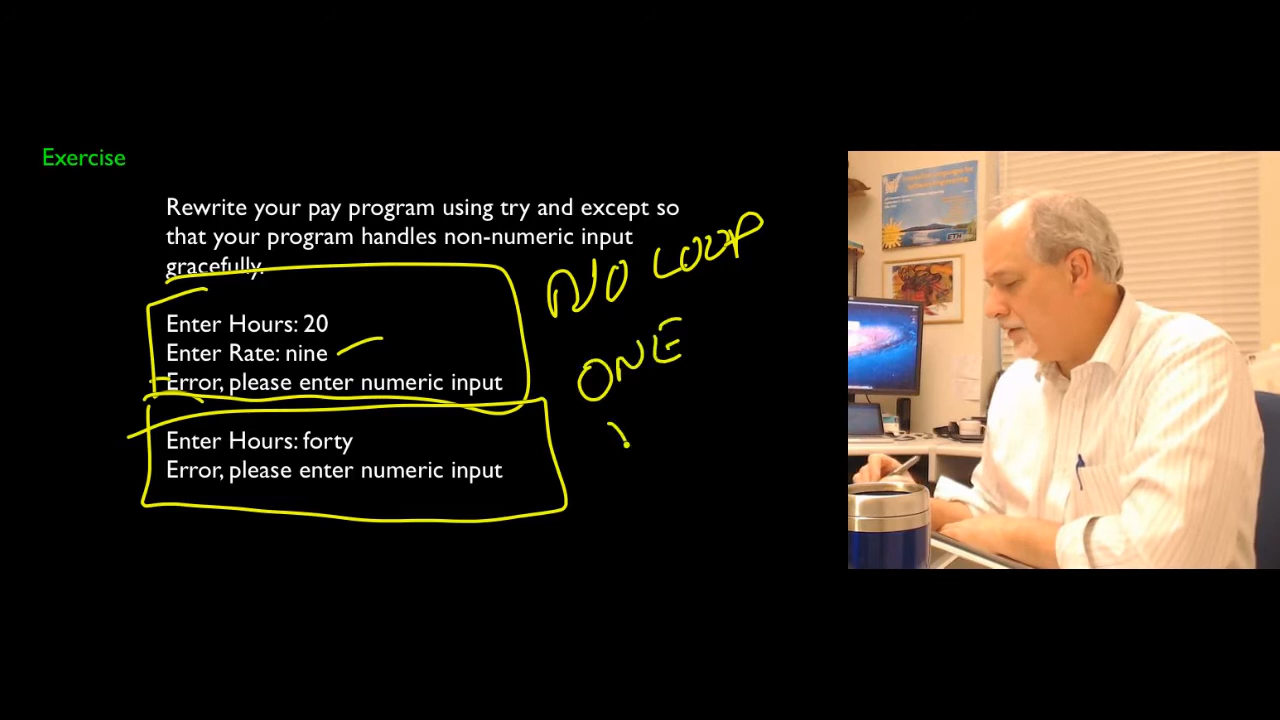 Exercise
Rewrite your pay program using try and except so
that your program handles non-numeric input
gracefully.
Enter Hours: 20
Enter Rate: nine
Error, please enter numeric input
Enter Hours: forty
Error, please enter numeric input
NO LOOP
ONE